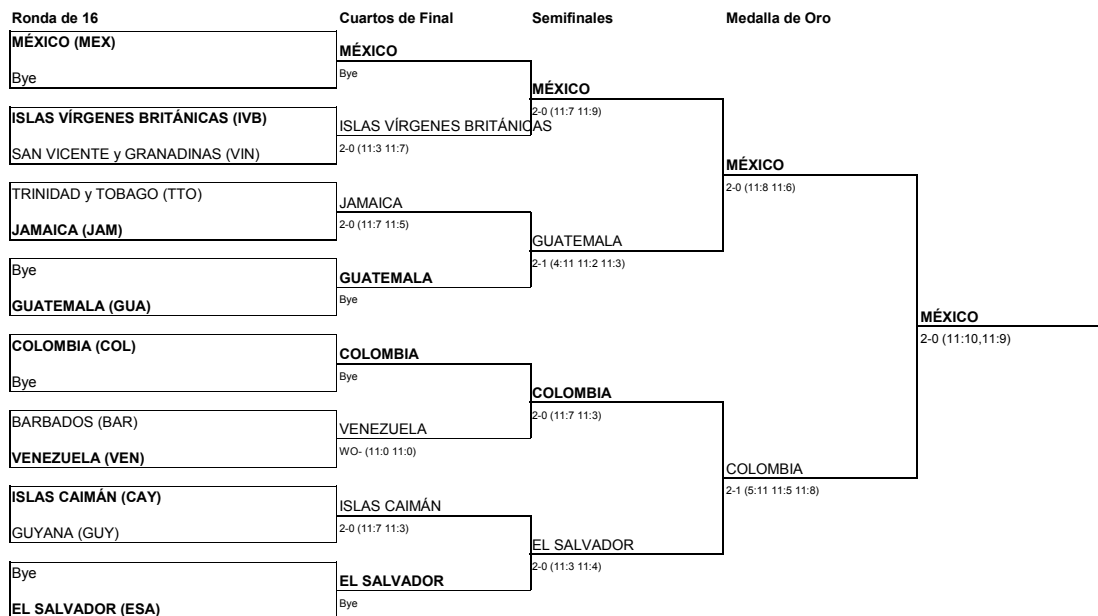 Ronda de 16
Cuartos de Final
Semifinales
Medalla de Oro
MÉXICO (MEX)
Bye
ISLAS VÍRGENES BRITÁNICAS (IVB)
SAN VICENTE y GRANADINAS (VIN)
TRINIDAD y TOBAGO (TTO)
JAMAICA (JAM)
Bye
GUATEMALA (GUA)
COLOMBIA (COL)
Bye
BARBADOS (BAR)
VENEZUELA (VEN)
ISLAS CAIMÁN (CAY)
GUYANA (GUY)
Bye
EL SALVADOR (ESA)
MÉXICO
Bye
ISLAS VÍRGENES BRITÁNICAS
2-0 (11:3 11:7)
JAMAICA
2-0 (11:7 11:5)
GUATEMALA
Bye
COLOMBIA
Bye
VENEZUELA
WO- (11:0 11:0)
ISLAS CAIMÁN
2-0 (11:7 11:3)
EL SALVADOR
Bye
MÉXICO
2-0 (11:7 11:9)
GUATEMALA
2-1 (4:11 11:2 11:3)
COLOMBIA
2-0 (11:7 11:3)
EL SALVADOR
2-0 (11:3 11:4)
MÉXICO
2-0 (11:8 11:6)
COLOMBIA
2-1 (5:11 11:5 11:8)
MÉXICO
2-0 (11:10,11:9)